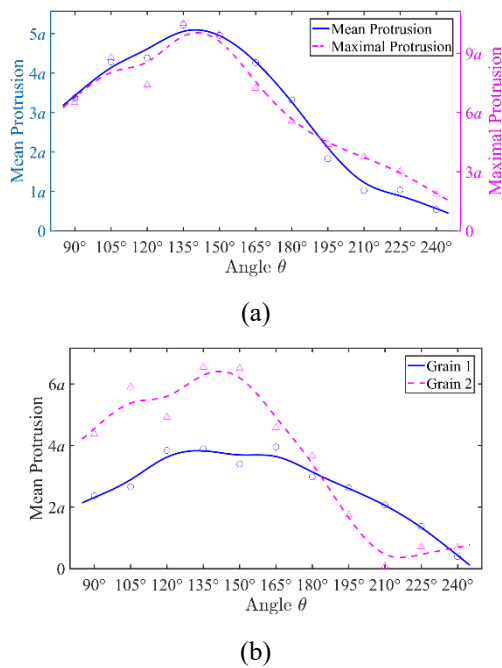 Mean Protrusion
Maximal Protrusion
5a
4a
3a
2a
1a
0
9a
6a
3a
0
Mean Protrusion
Maximal Protrusion
90° 105° 120° 135° 150° 165° 180° 195° 210° 225° 240°
Angle θ
(a)
Grain 1
Grain 2
6a
4a
2a
0
Mean Protrusion
90° 105° 120° 135° 150° 165° 180° 195° 210° 225° 240°
Angle θ
(b)